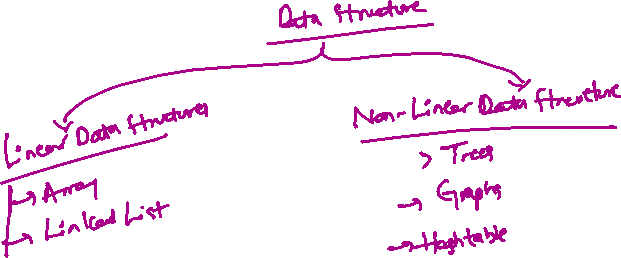 Data Structure
Linear Data Structures
Non-Linear Data Structure
→ Array
→ Linked List
> Trees
→ Graphs
→ Hashtable